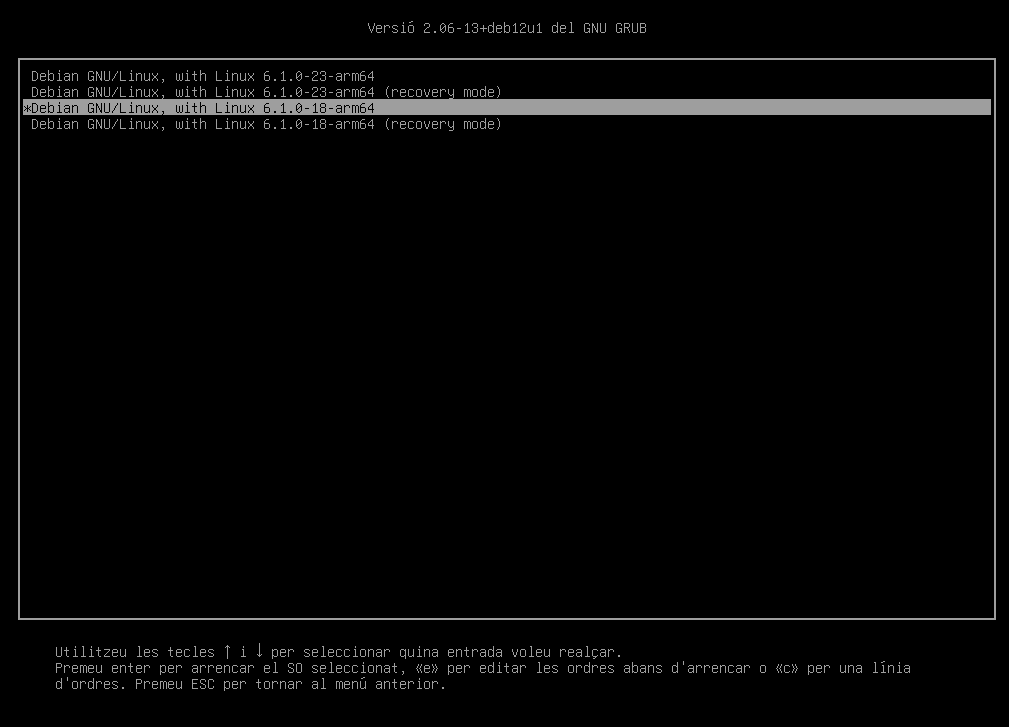 Versió 2.06-13+deb12u1 del GNU GRUB
Debian GNU/Linux, with Linux 6.1.0-23-arm64
Debian GNU/Linux, with Linux 6.1.0-23-arm64 (recovery mode)
*Debian GNU/Linux, with Linux 6.1.0-18-arm64
Debian GNU/Linux, with Linux 6.1.0-18-arm64 (recovery mode)
Utilitzeu les tecles ↑ i ↓ per seleccionar quina entrada voleu realçar.
Premeu enter per arrencar el SO seleccionat, «e» per editar les ordres abans d'arrencar o «c» per una línia
d'ordres. Premeu ESC per tornar al menú anterior.